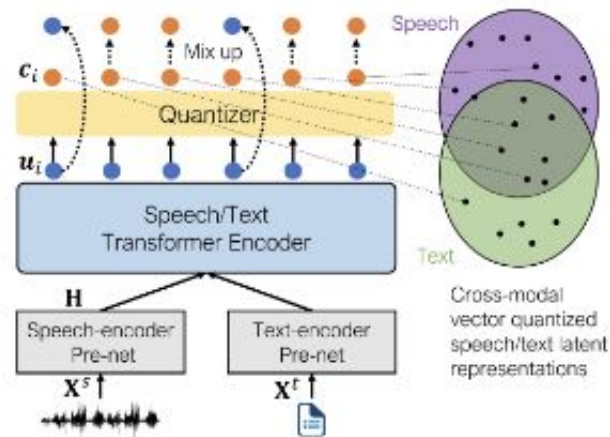 Speech
Mix up
c_i
Quantizer
u_i
Speech/Text
Transformer Encoder
Text
H
Speech-encoder
Pre-net
Text-encoder
Pre-net
X^s
X^t
Cross-modal
vector quantized
speech/text latent
representations